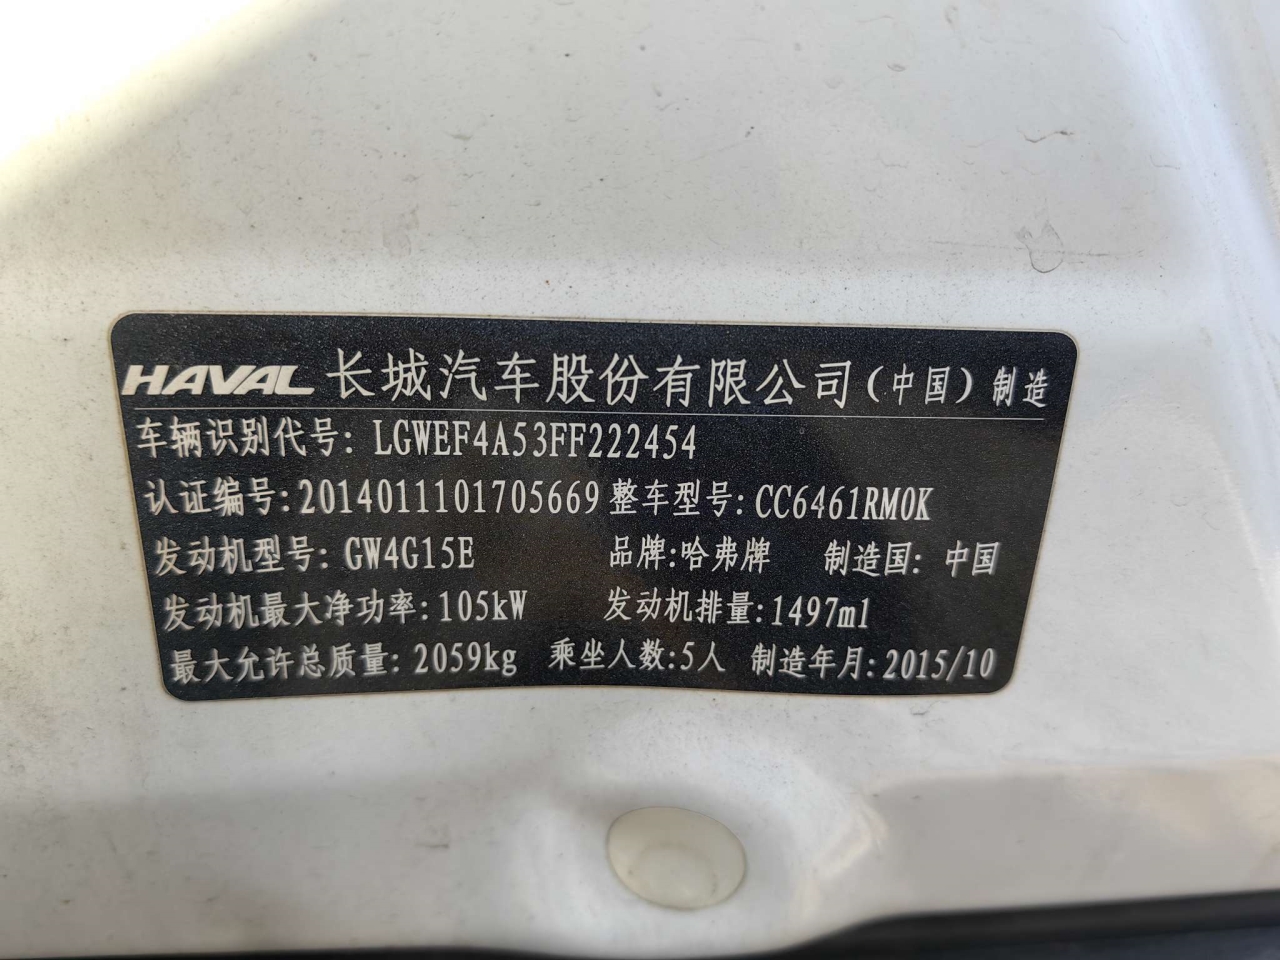 HAVAL 长城汽车股份有限公司(中国)制造
车辆识别代号: LGWEF4A53FF222454
认证编号:2014011101705669 整车型号:CC6461RM0K
发动机型号: GW4G15E 品牌:哈弗牌 制造国: 中国
发动机最大净功率:105kW 发动机排量:1497ml
最大允许总质量: 2059kg 乘坐人数:5人 制造年月:2015/10